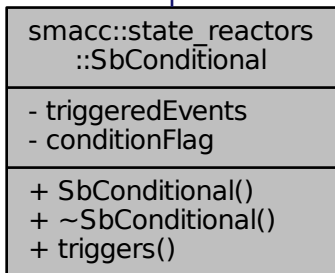 smacc::state_reactors
::SbConditional
- triggeredEvents
- conditionFlag
+ SbConditional()
+ ~SbConditional()
+ triggers()